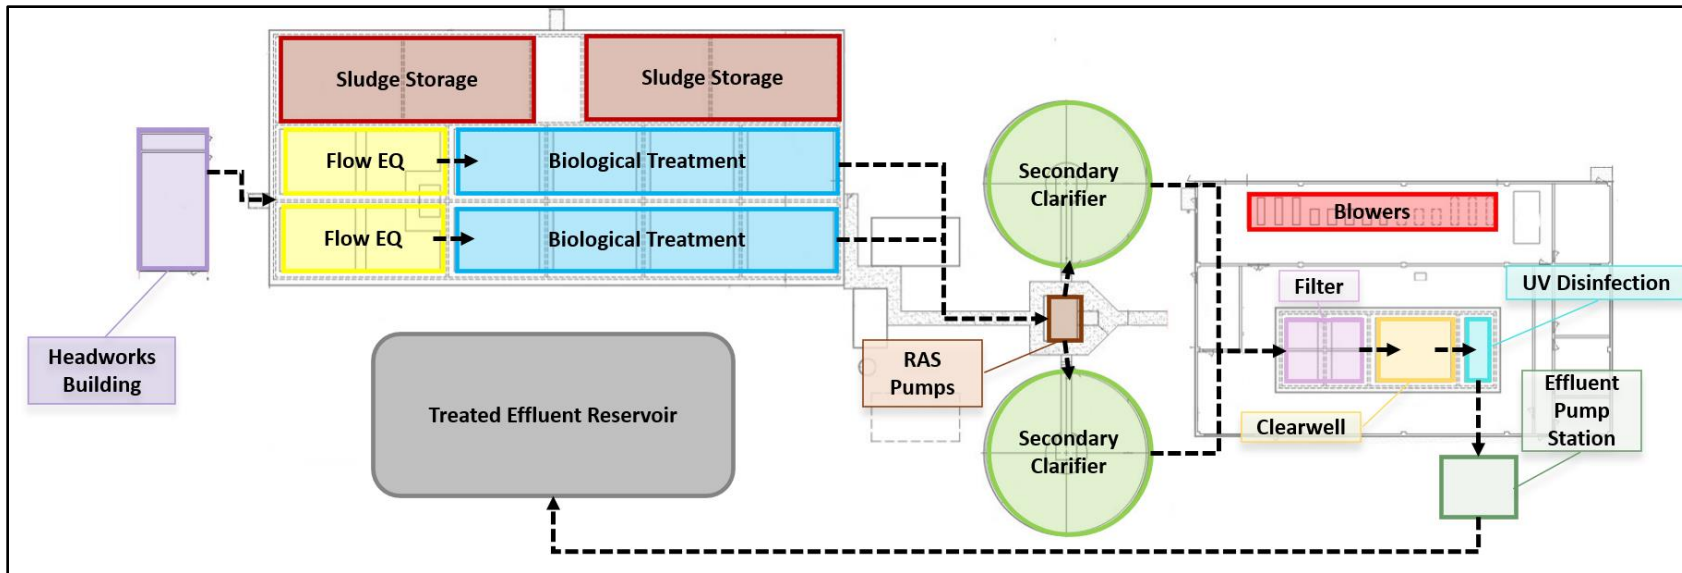 Sludge Storage
Sludge Storage
Flow EQ
Biological Treatment
Flow EQ
Biological Treatment
Headworks
Building
Treated Effluent Reservoir
RAS
Pumps
Secondary
Clarifier
Secondary
Clarifier
Blowers
Filter
UV Disinfection
Clearwell
Effluent
Pump
Station